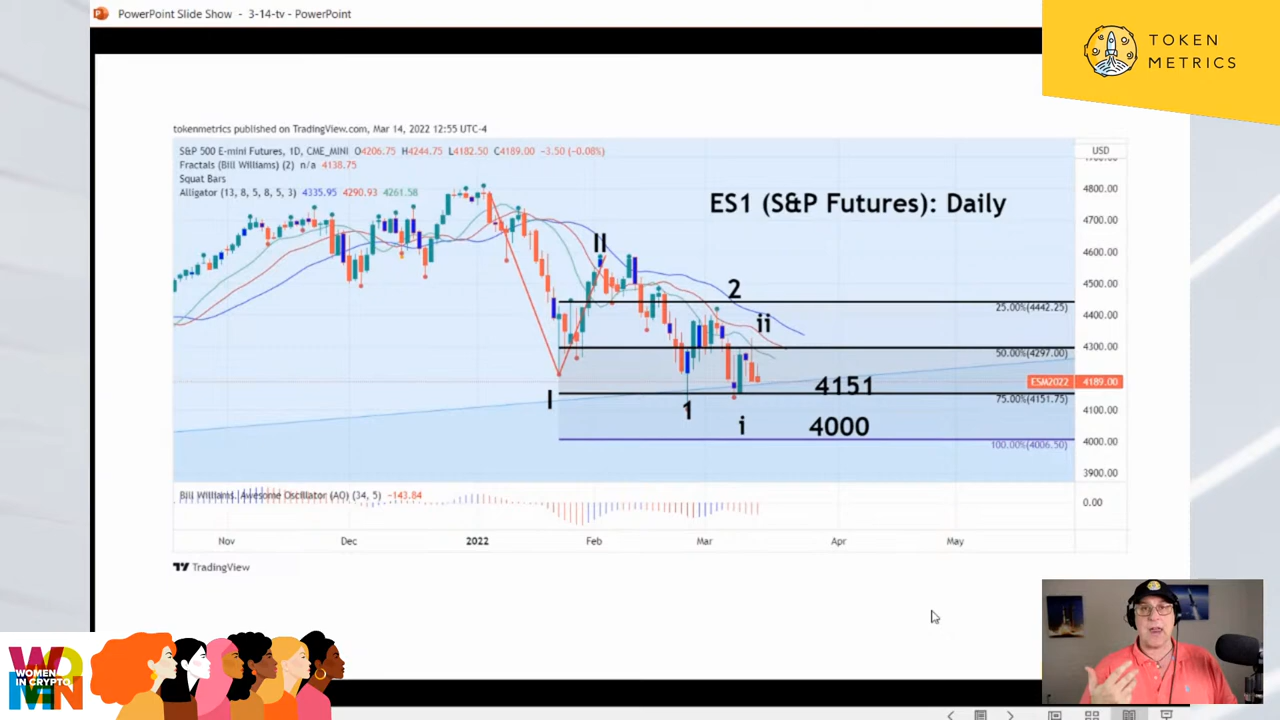 PowerPoint Slide Show - 3-14-tv - PowerPoint
TOKEN
METRICS
tokenmetrics published on TradingView.com, Mar 14, 2022 12:55 UTC-4
S&P 500 E-mini Futures, 1D, CME_MINI O4206.75 H4244.75 L4182.50 C4189.00 -3.50 (-0.08%)
Fractals (Bill Williams) (2) n/a 4138.75
Squat Bars
Alligator (13, 8, 5, 8, 5, 3) 4335.95 4290.93 4261.58
ES1 (S&P Futures): Daily
USD
4800.00
4700.00
4600.00
4500.00
4400.00
4300.00
4100.00
4000.00
3900.00
0.00
II
2
25.00%(4442.25)
ii
50.00%(4297.00)
ESM2022 4189.00
4151
75.00%(4151.75)
I
1
i
4000
100.00%(4006.50)
Bill Williams. Awesome Oscillator (AO) (34, 5) -143.84
Nov Dec 2022 Feb Mar Apr May
TradingView
WOMEN
WOMEN
IN CRYPTO